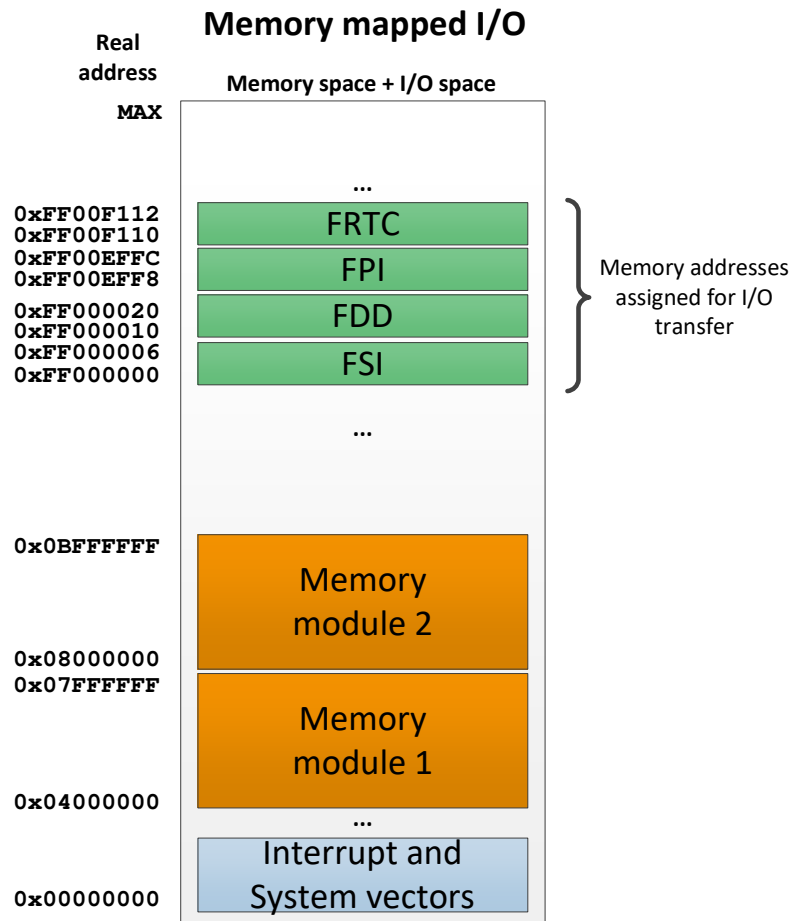 Memory mapped I/O
Real
address
Memory space + I/O space
MAX
...
0xFF00F112
FRTC
0xFF00F110
0xFF00EFFC
FPI
0xFF00EFF8
0xFF000020
FDD
0xFF000010
0xFF000006
FSI
0xFF000000
Memory addresses
assigned for I/O
transfer
...
0x0BFFFFFF
Memory
module 2
0x08000000
0x07FFFFFF
Memory
module 1
0x04000000
...
Interrupt and
System vectors
0x00000000